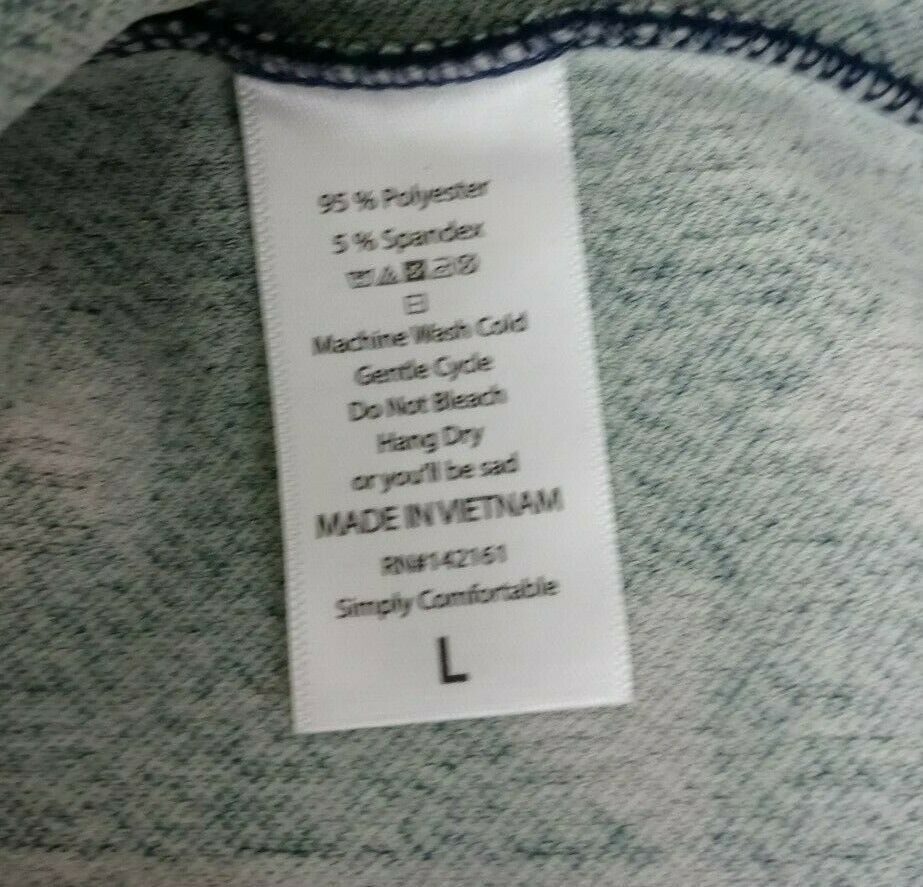 95 % Polyester
5 % Spandex
Machine Wash Cold
Gentle Cycle
Do Not Bleach
Hang Dry
or you'll be sad
MADE IN VIETNAM
RN#142161
Simply Comfortable
L